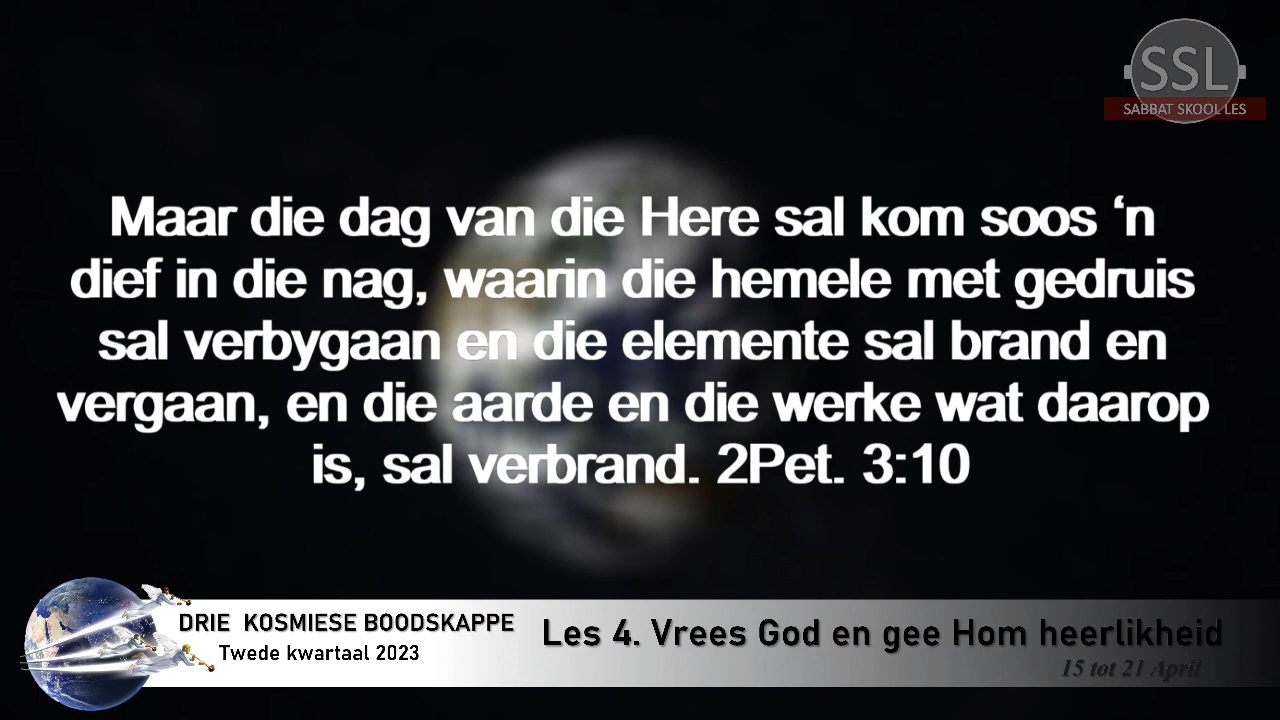 SSL
SABBAT SKOOL LES
Maar die dag van die Here sal kom soos ‘n
dief in die nag, waarin die hemele met gedruis
sal verbygaan en die elemente sal brand en
vergaan, en die aarde en die werke wat daarop
is, sal verbrand. 2Pet. 3:10
DRIE  KOSMIESE BOODSKAPPE
Twede kwartaal 2023
Les 4. Vrees God en gee Hom heerlikheid
15 tot 21 April